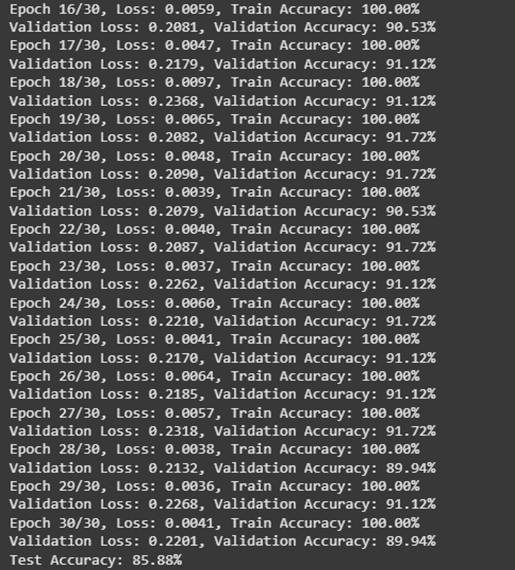 Epoch 16/30, Loss: 0.0059, Train Accuracy: 100.00%
Validation Loss: 0.2081, Validation Accuracy: 90.53%
Epoch 17/30, Loss: 0.0047, Train Accuracy: 100.00%
Validation Loss: 0.2179, Validation Accuracy: 91.12%
Epoch 18/30, Loss: 0.0097, Train Accuracy: 100.00%
Validation Loss: 0.2368, Validation Accuracy: 91.12%
Epoch 19/30, Loss: 0.0065, Train Accuracy: 100.00%
Validation Loss: 0.2082, Validation Accuracy: 91.72%
Epoch 20/30, Loss: 0.0048, Train Accuracy: 100.00%
Validation Loss: 0.2090, Validation Accuracy: 91.72%
Epoch 21/30, Loss: 0.0039, Train Accuracy: 100.00%
Validation Loss: 0.2079, Validation Accuracy: 90.53%
Epoch 22/30, Loss: 0.0040, Train Accuracy: 100.00%
Validation Loss: 0.2087, Validation Accuracy: 91.72%
Epoch 23/30, Loss: 0.0037, Train Accuracy: 100.00%
Validation Loss: 0.2262, Validation Accuracy: 91.12%
Epoch 24/30, Loss: 0.0060, Train Accuracy: 100.00%
Validation Loss: 0.2210, Validation Accuracy: 91.72%
Epoch 25/30, Loss: 0.0041, Train Accuracy: 100.00%
Validation Loss: 0.2170, Validation Accuracy: 91.12%
Epoch 26/30, Loss: 0.0064, Train Accuracy: 100.00%
Validation Loss: 0.2185, Validation Accuracy: 91.12%
Epoch 27/30, Loss: 0.0057, Train Accuracy: 100.00%
Validation Loss: 0.2318, Validation Accuracy: 91.72%
Epoch 28/30, Loss: 0.0038, Train Accuracy: 100.00%
Validation Loss: 0.2132, Validation Accuracy: 89.94%
Epoch 29/30, Loss: 0.0036, Train Accuracy: 100.00%
Validation Loss: 0.2268, Validation Accuracy: 91.12%
Epoch 30/30, Loss: 0.0041, Train Accuracy: 100.00%
Validation Loss: 0.2201, Validation Accuracy: 89.94%
Test Accuracy: 85.88%